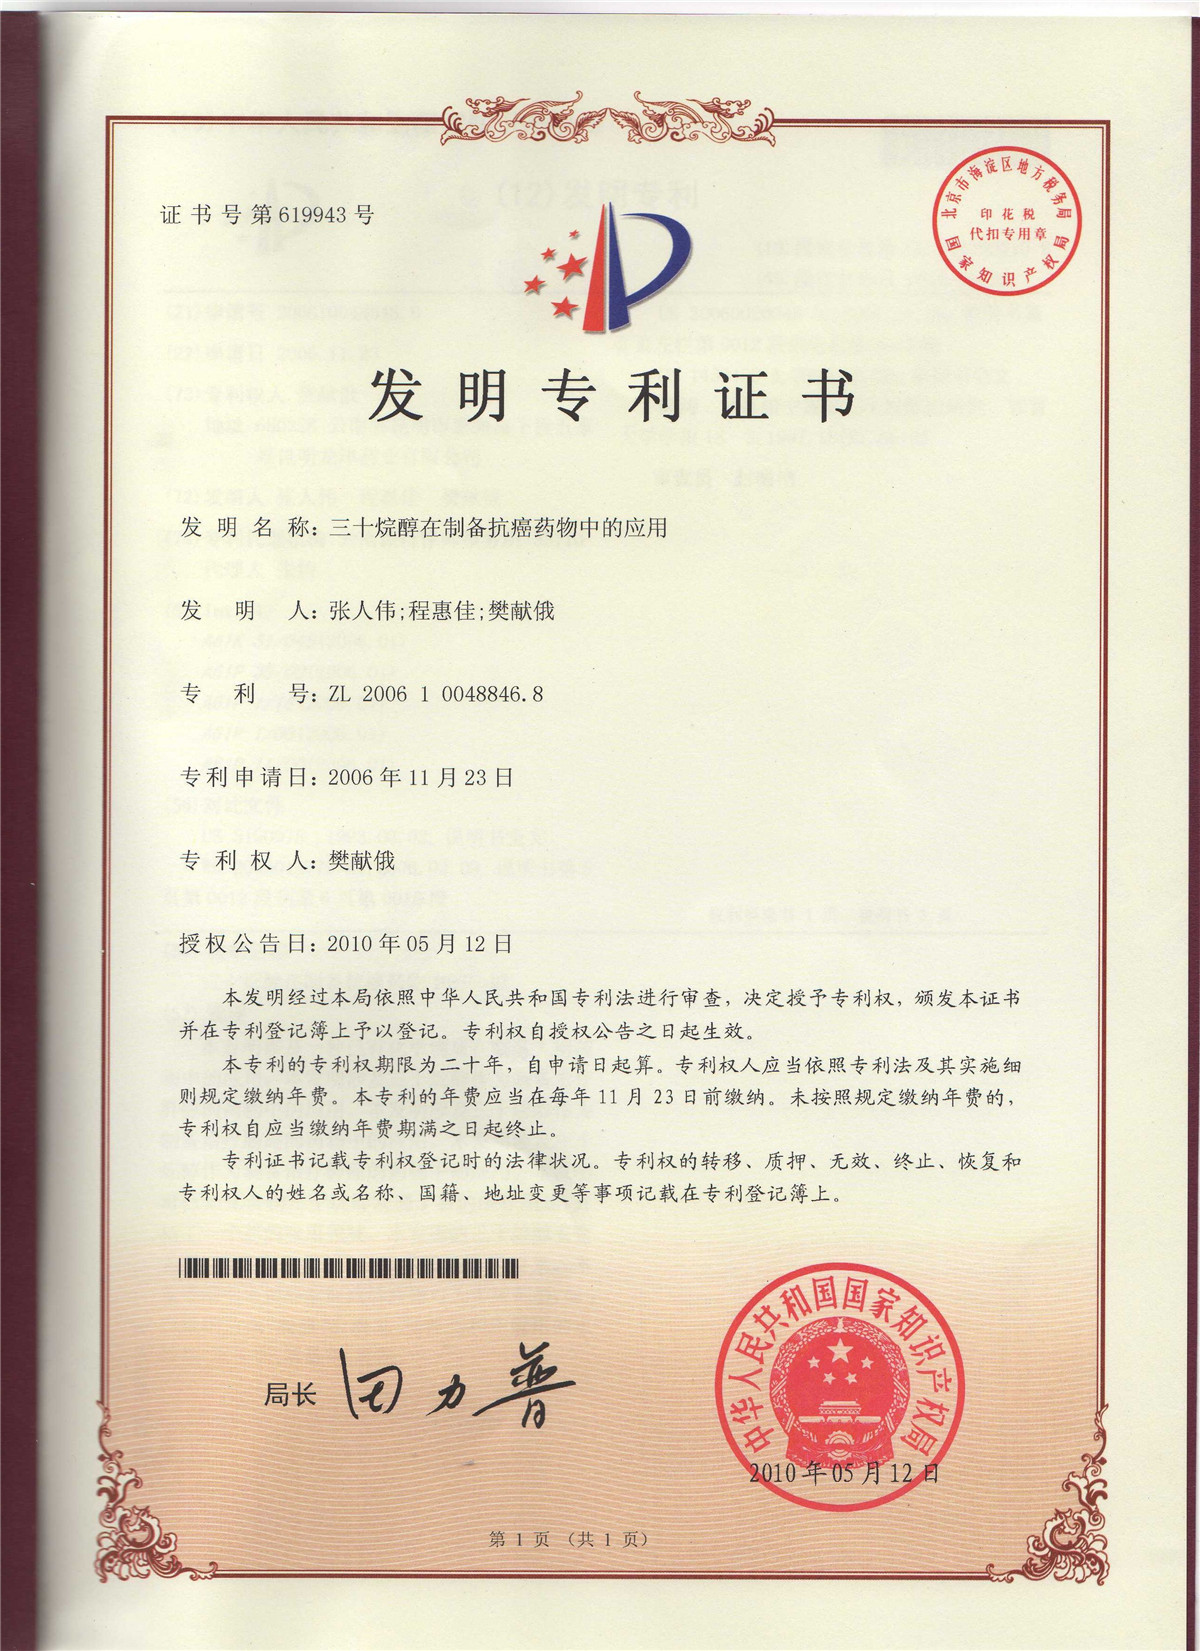 证书号第619943号
北京市海淀区地方税务局
印花税
代扣专用章
国家知识产权局
发明专利证书
发明名称：三十烷醇在制备抗癌药物中的应用
发明人：张人伟;程惠佳;樊献俄
专利号：ZL 2006 1 0048846.8
专利申请日：2006年11月23日
专利权人：樊献俄
授权公告日：2010年05月12日
本发明经过本局依照中华人民共和国专利法进行审查，决定授予专利权，颁发本证书
并在专利登记簿上予以登记。专利权自授权公告之日起生效。
本专利的专利权期限为二十年，自申请日起算。专利权人应当依照专利法及其实施细
则规定缴纳年费。本专利的年费应当在每年11月23日前缴纳。未按照规定缴纳年费的，
专利权自应当缴纳年费期满之日起终止。
专利证书记载专利权登记时的法律状况。专利权的转移、质押、无效、终止、恢复和
专利权人的姓名或名称、国籍、地址变更等事项记载在专利登记簿上。
局长 田力普
中华人民共和国国家知识产权局
2010年05月12日
第1页（共1页）